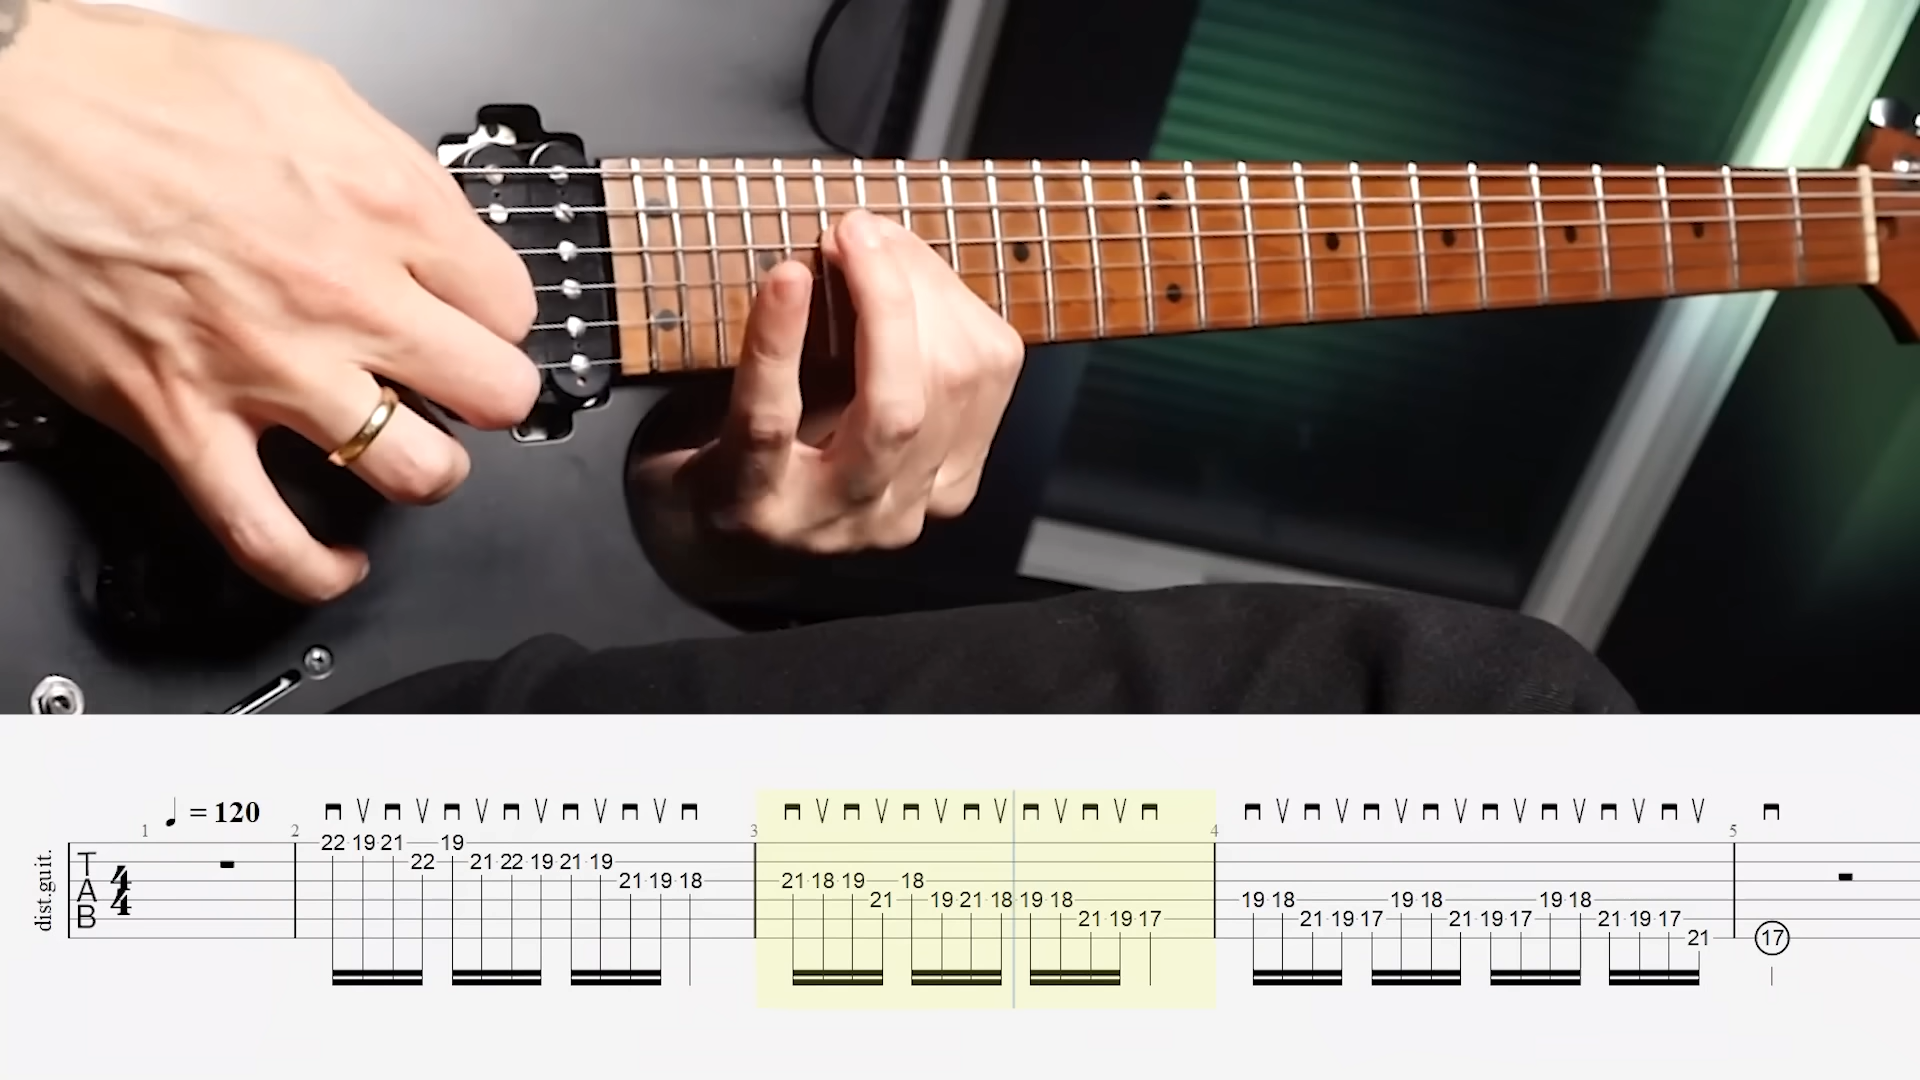 ♩ = 120
1 2 3 4 5
dist.guit.
T
A
B
4
4
22 19 21 19
22 21 22 19 21 19
21 19 18 21 18 19 18
21 19 21 18 19 18 19 18 19 18 19 18
21 19 17 21 19 17 21 19 17 21 19 17
21 17